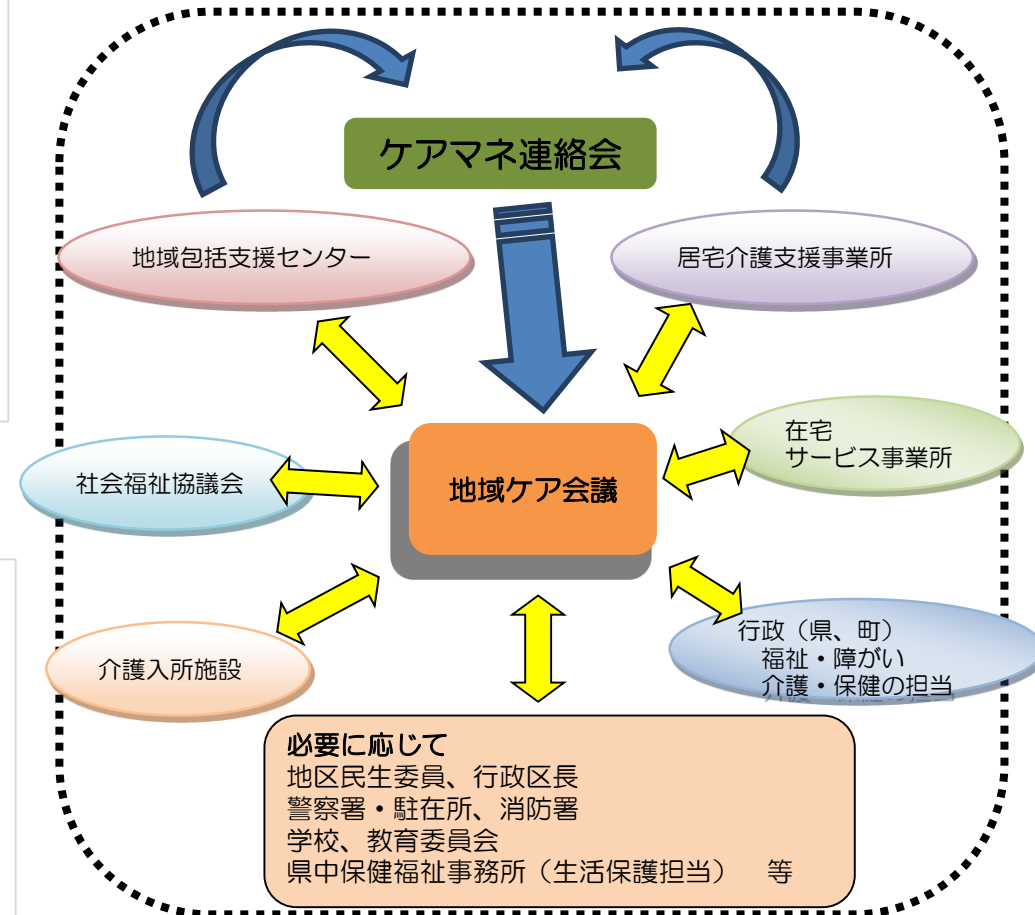 ケアマネ連絡会
地域包括支援センター
居宅介護支援事業所
在宅
サービス事業所
社会福祉協議会
地域ケア会議
行政（県、町）
福祉・障がい
介護・保健の担当
介護入所施設
必要に応じて
地区民生委員、行政区長
警察署・駐在所、消防署
学校、教育委員会
県中保健福祉事務所（生活保護担当）　等